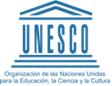 UNESCO
Organización de las Naciones Unidas
para la Educación, la Ciencia y la Cultura